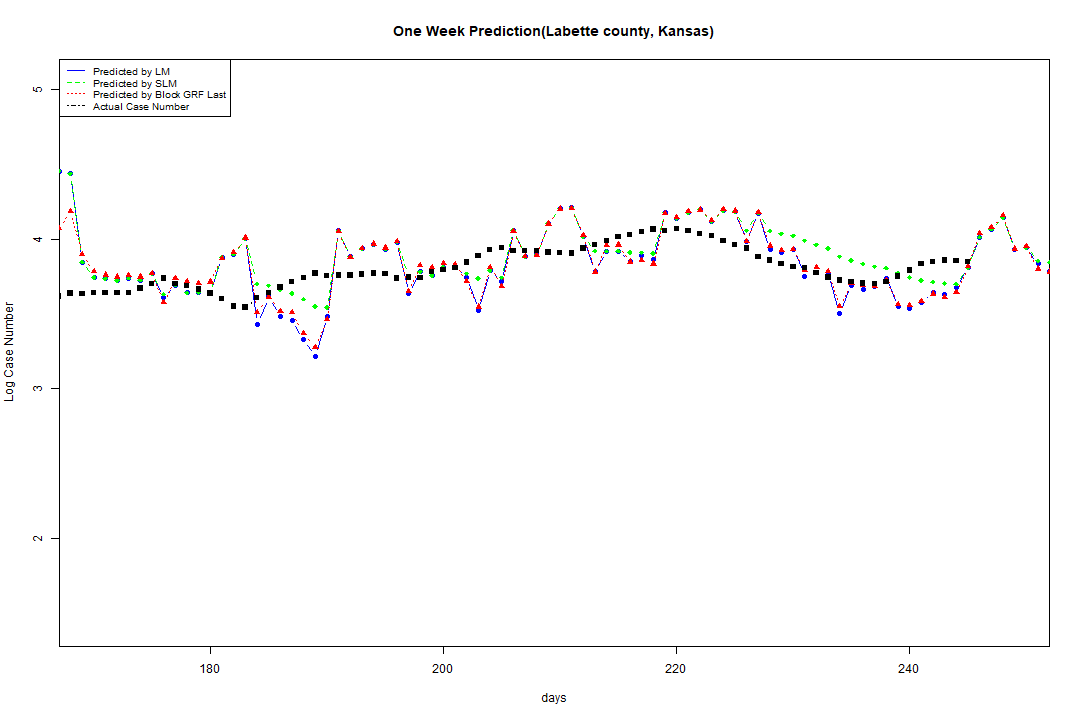 One Week Prediction(Labette county, Kansas)
Predicted by LM
Predicted by SLM
Predicted by Block GRF Last
Actual Case Number
5
4
3
2
Log Case Number
180 200 220 240
days